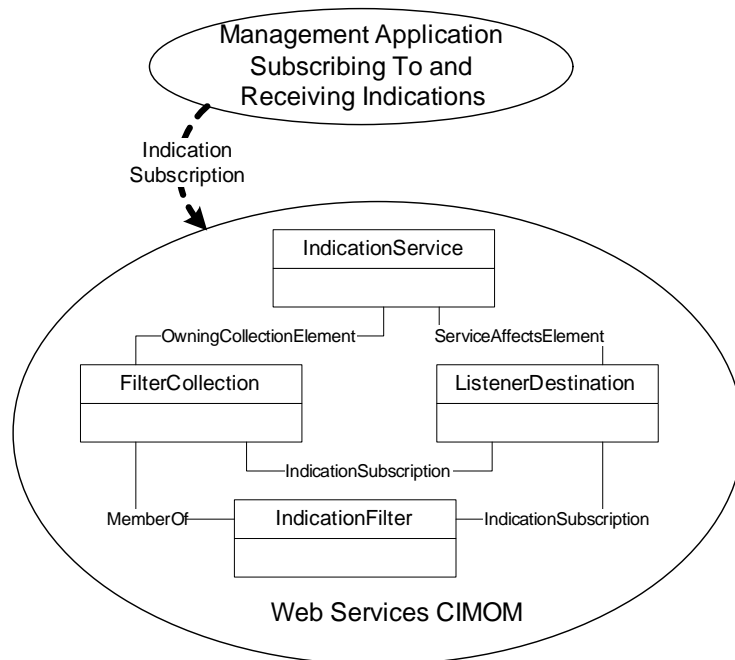 Management Application
Subscribing To and
Receiving Indications
Indication
Subscription
IndicationService
OwningCollectionElement
ServiceAffectsElement
FilterCollection
ListenerDestination
IndicationSubscription
MemberOf
IndicationFilter
IndicationSubscription
Web Services CIMOM